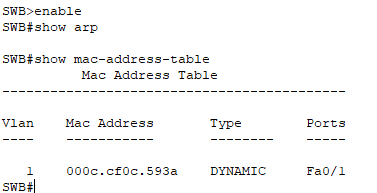 SWB>enable
SWB#show arp
SWB#show mac-address-table
Mac Address Table
-------------------------------------------
Vlan    Mac Address       Type        Ports
----    -----------       --------    -----
1    000c.cf0c.593a    DYNAMIC     Fa0/1
SWB#